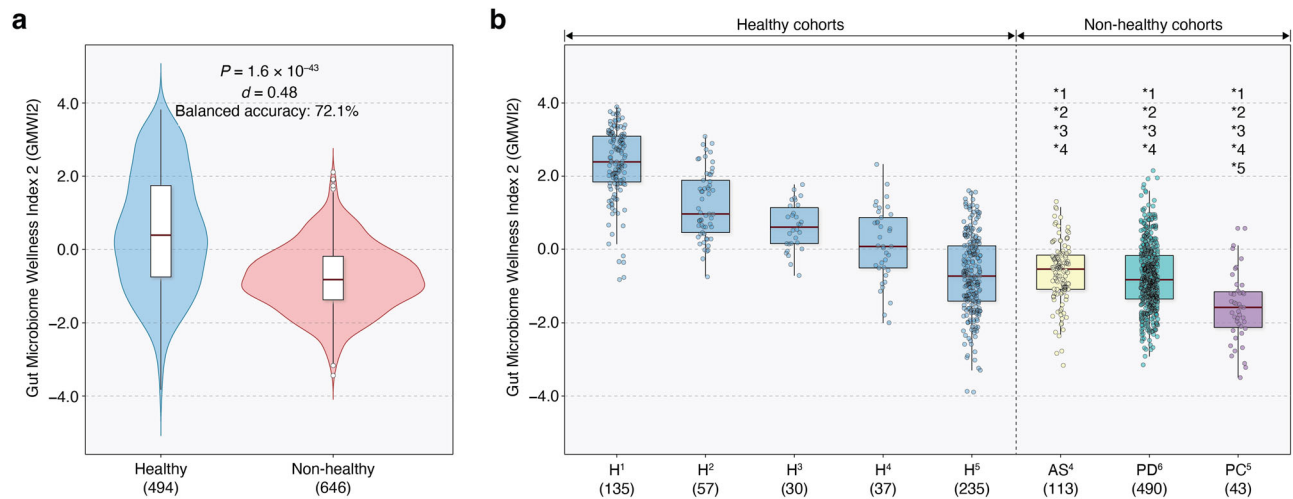 a
Gut Microbiome Wellness Index 2 (GMWI2)
4.0
2.0
0.0
−2.0
−4.0
P = 1.6 × 10⁻⁴³
d = 0.48
Balanced accuracy: 72.1%
Healthy
(494)
Non-healthy
(646)
b
Healthy cohorts
Non-healthy cohorts
Gut Microbiome Wellness Index 2 (GMWI2)
4.0
2.0
0.0
−2.0
−4.0
*1 *1 *1
*2 *2 *2
*3 *3 *3
*4 *4 *4
*5
H¹ H² H³ H⁴ H⁵ AS⁴ PD⁶ PC⁵
(135) (57) (30) (37) (235) (113) (490) (43)